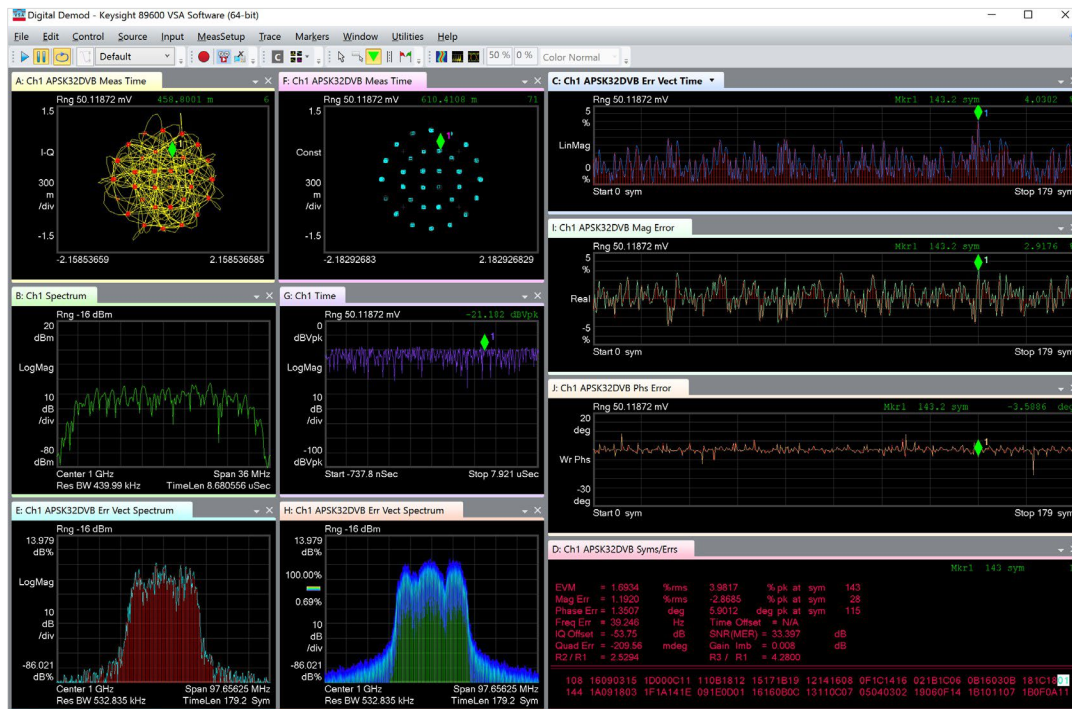 Digital Demod - Keysight 89600 VSA Software (64-bit)
File Edit Control Source Input MeasSetup Trace Markers Window Utilities Help
Default 50 % 0 % Color Normal
A: Ch1 APSK32DVB Meas Time
Rng 50.11872 mV 458.8001 m 6
1.5
I-Q
300
m
/div
-1.5
-2.15853659 2.158536585
F: Ch1 APSK32DVB Meas Time
Rng 50.11872 mV 610.4108 m 71
1.5
Const
300
m
/div
-1.5
-2.18292683 2.182926829
C: Ch1 APSK32DVB Err Vect Time
Rng 50.11872 mV Mkr1 143.2 sym 4.0302
5
%
LinMag
0
%
Start 0 sym Stop 179 sym
I: Ch1 APSK32DVB Mag Error
Rng 50.11872 mV Mkr1 143.2 sym 2.9176
5
%
Real
-5
%
Start 0 sym Stop 179 sym
B: Ch1 Spectrum
Rng -16 dBm
20
dBm
LogMag
10
dB
/div
-80
dBm
Center 1 GHz Span 36 MHz
Res BW 439.99 kHz TimeLen 8.680556 uSec
G: Ch1 Time
Rng 50.11872 mV -21.182 dBVpk
0
dBVpk
LogMag
10
dB
/div
-100
dBVpk
Start -737.8 nSec Stop 7.921 uSec
J: Ch1 APSK32DVB Phs Error
Rng 50.11872 mV Mkr1 143.2 sym -3.5886 deg
20
deg
Wr Phs
-30
deg
Start 0 sym Stop 179 sym
E: Ch1 APSK32DVB Err Vect Spectrum
Rng -16 dBm
13.979
dB%
LogMag
10
dB
/div
-86.021
dB%
Center 1 GHz Span 97.65625 MHz
Res BW 532.835 kHz TimeLen 179.2 Sym
H: Ch1 APSK32DVB Err Vect Spectrum
Rng -16 dBm
13.979
dB%
100.00%
0.69%
10
dB
/div
-86.021
dB%
Center 1 GHz Span 97.65625 MHz
Res BW 532.835 kHz TimeLen 179.2 Sym
D: Ch1 APSK32DVB Syms/Errs
Mkr1 143 sym
EVM = 1.6934 %rms 3.9817 % pk at sym 143
Mag Err = 1.1920 %rms -2.8685 % pk at sym 28
Phase Err = 1.3507 deg 5.9012 deg pk at sym 115
Freq Err = 39.246 Hz Time Offset = N/A
IQ Offset = -53.75 dB SNR(MER) = 33.397 dB
Quad Err = -209.56 mdeg Gain Imb = 0.008 dB
R2 / R1 = 2.5294 R3 / R1 = 4.2800
108 16090315 1D000C11 110B1812 15171B19 12141608 0F1C1416 021B1C06 0B16030B 181C1801
144 1A091803 1F1A141E 091E0D01 16160B0C 13110C07 05040302 19060F14 1B101107 1B0F0A11